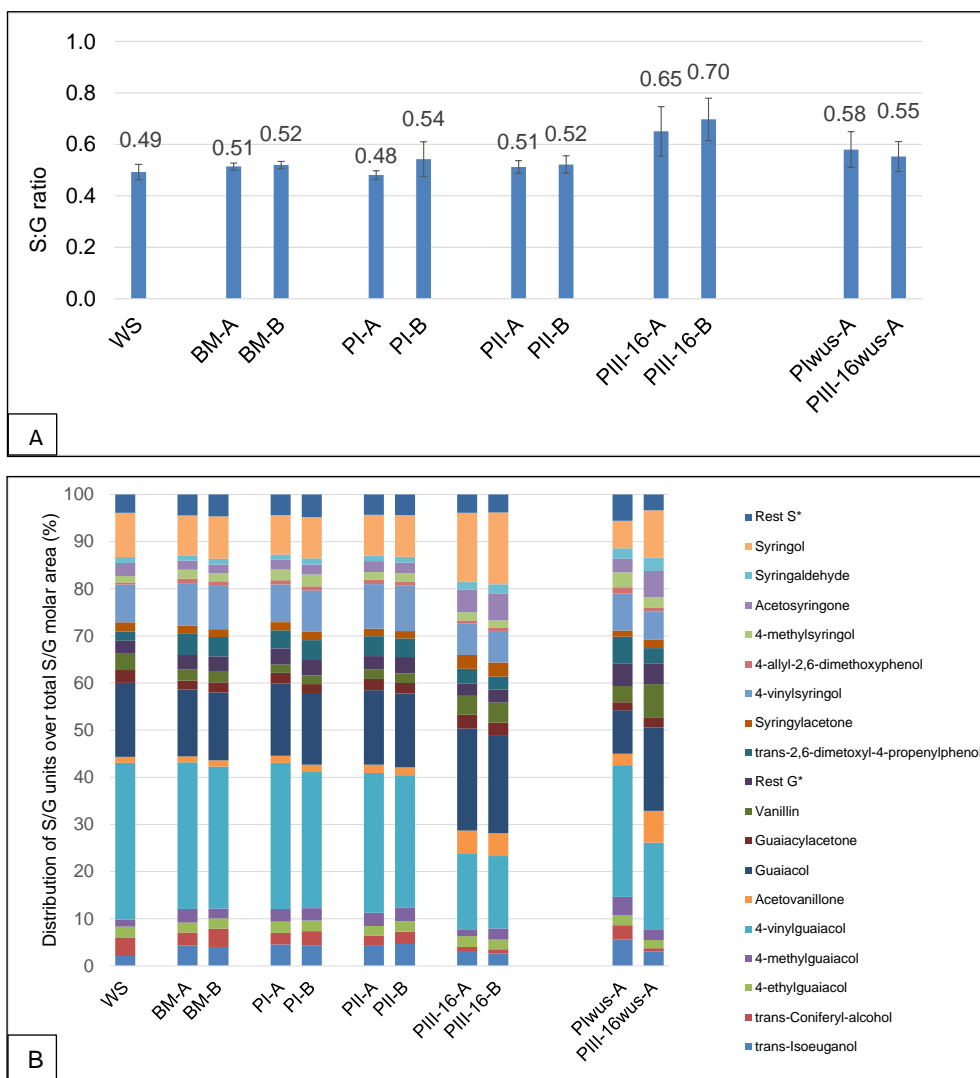 1.0
0.8
0.6
0.4
0.2
0.0
S:G ratio
0.49
0.51
0.52
0.48
0.54
0.51
0.52
0.65
0.70
0.58
0.55
WS
BM-A
BM-B
PI-A
PI-B
PII-A
PII-B
PIII-16-A
PIII-16-B
PIwus-A
PIII-16wus-A
A
Distribution of S/G units over total S/G molar area (%)
100
90
80
70
60
50
40
30
20
10
0
WS
BM-A
BM-B
PI-A
PI-B
PII-A
PII-B
PIII-16-A
PIII-16-B
PIwus-A
PIII-16wus-A
Rest S*
Syringol
Syringaldehyde
Acetosyringone
4-methylsyringol
4-allyl-2,6-dimethoxyphenol
4-vinylsyringol
Syringylacetone
trans-2,6-dimetoxyl-4-propenylphenol
Rest G*
Vanillin
Guaiacylacetone
Guaiacol
Acetovanillone
4-vinylguaiacol
4-methylguaiacol
4-ethylguaiacol
trans-Coniferyl-alcohol
trans-Isoeuganol
B